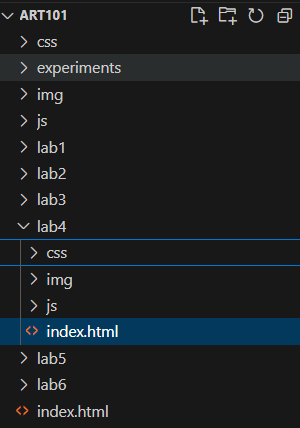 ART101
css
experiments
img
js
lab1
lab2
lab3
lab4
css
img
js
<> index.html
lab5
lab6
<> index.html